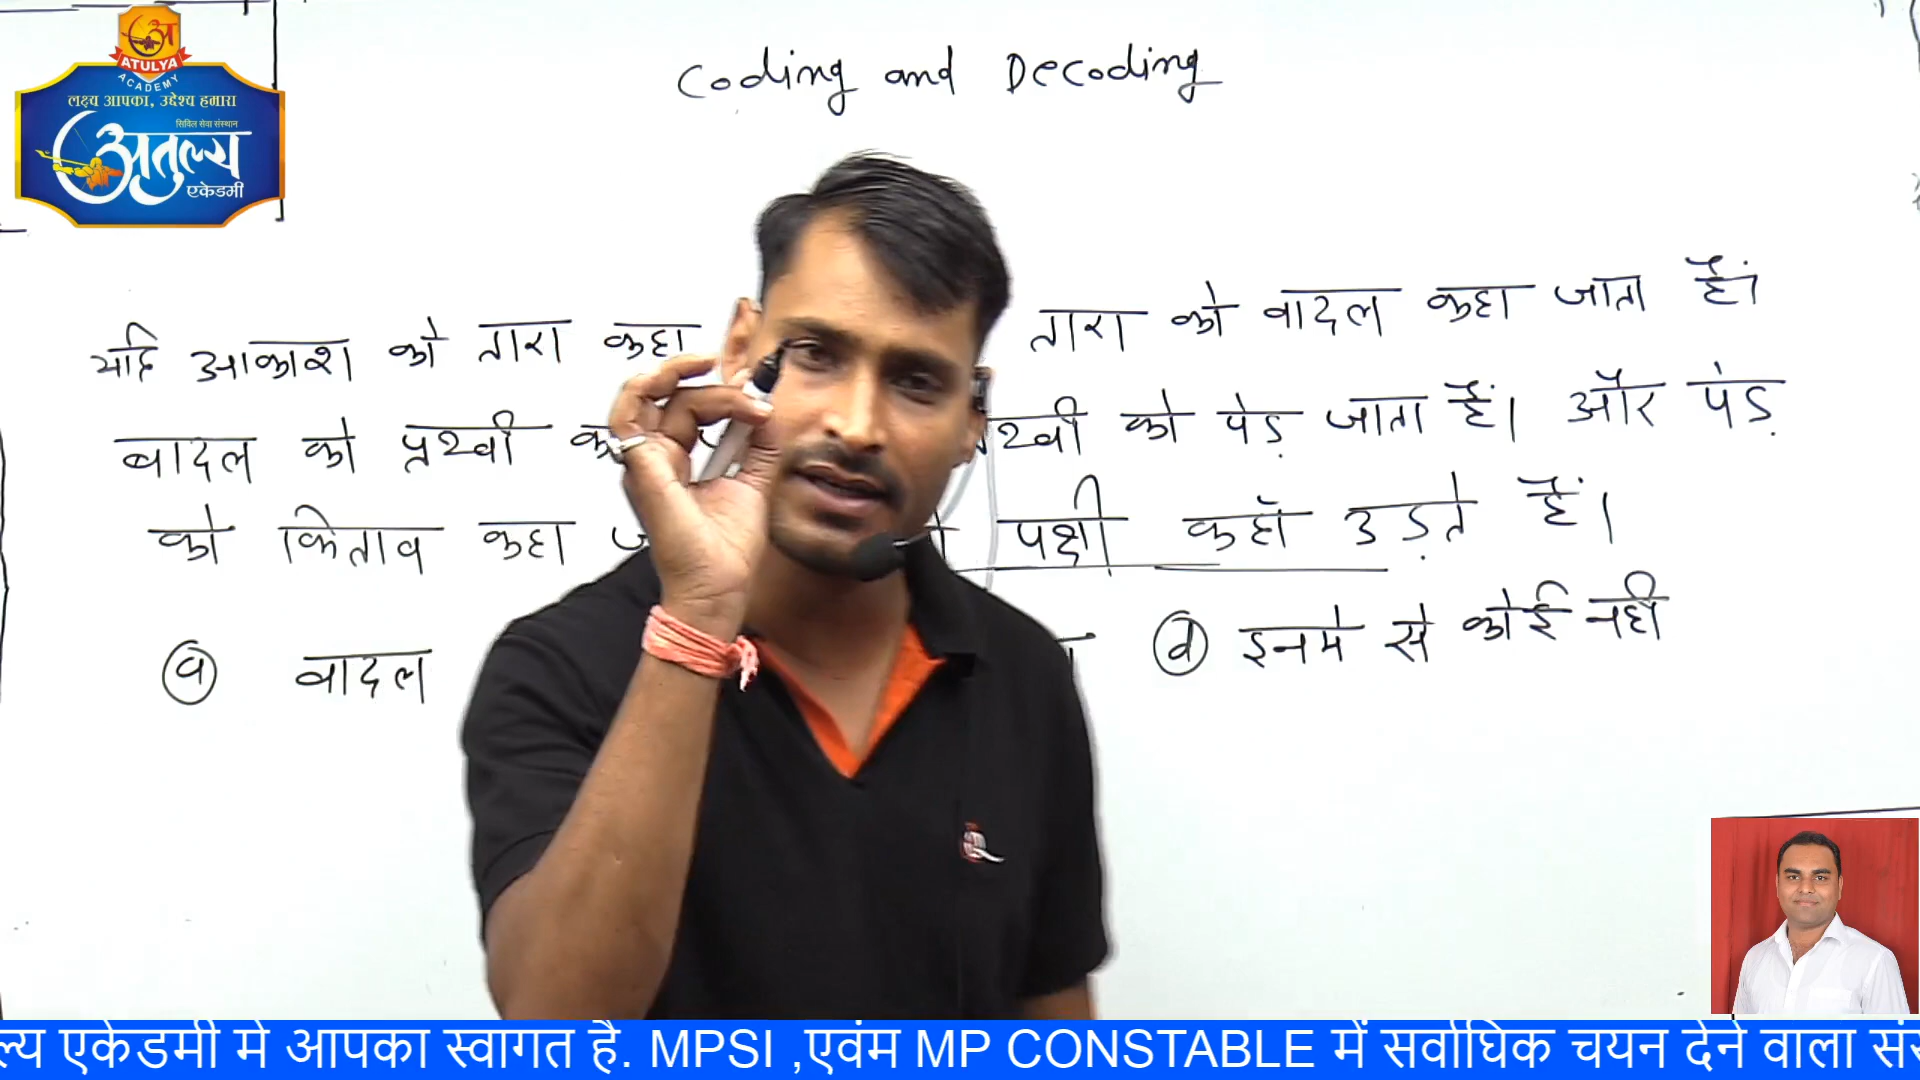 ATULYA
ACADEMY
लक्ष्य आपका, उद्देश्य हमारा
सिविल सेवा संस्थान
अतुल्य
एकेडमी
Coding and Decoding
यदि आकाश को तारा कहा तारा को वादल कहा जाता है।
बादल को प्रथ्वी को पेड़ जाता है। और पेड़
को किताव कहा पक्षी कहाँ उड़ते हैं।
a वादल d इनमे से कोई नही
एकेडमी मे आपका स्वागत है. MPSI ,एवंम MP CONSTABLE में सर्वाधिक चयन देने वाला